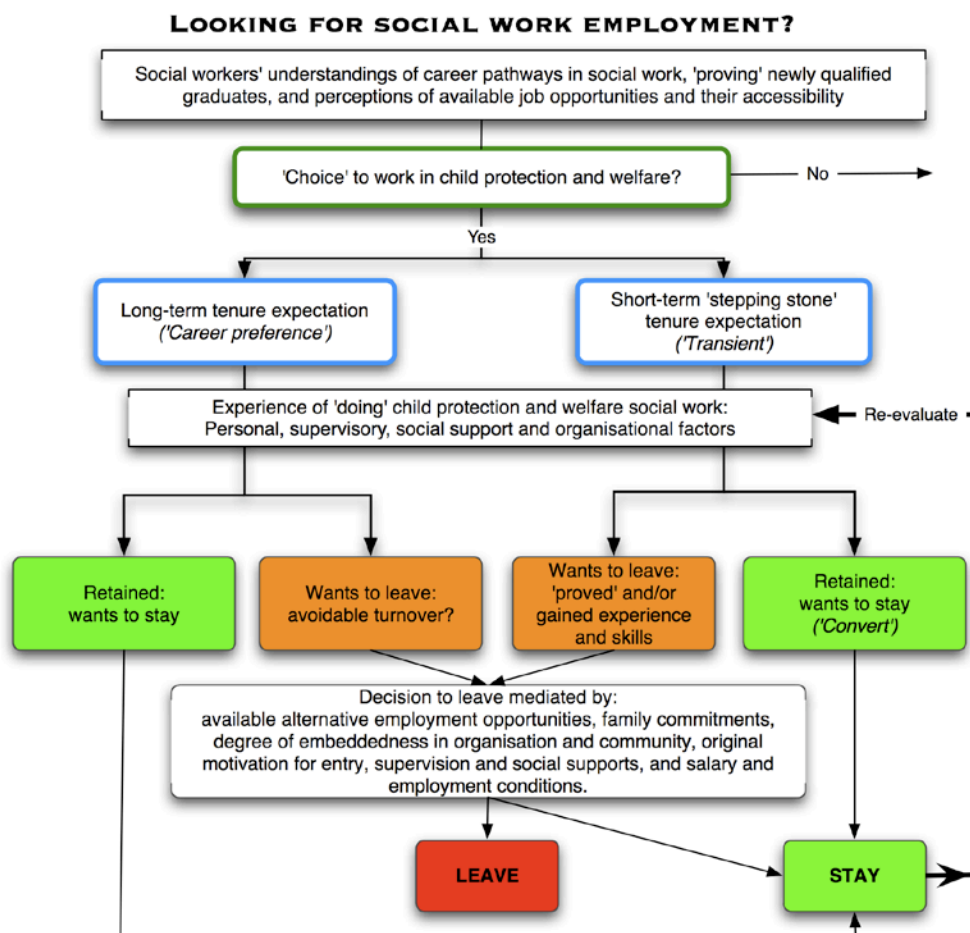 LOOKING FOR SOCIAL WORK EMPLOYMENT?
Social workers' understandings of career pathways in social work, 'proving' newly qualified
graduates, and perceptions of available job opportunities and their accessibility
'Choice' to work in child protection and welfare?
No
Yes
Long-term tenure expectation
('Career preference')
Short-term 'stepping stone'
tenure expectation
('Transient')
Experience of 'doing' child protection and welfare social work:
Personal, supervisory, social support and organisational factors
Re-evaluate
Retained:
wants to stay
Wants to leave:
avoidable turnover?
Wants to leave:
'proved' and/or
gained experience
and skills
Retained:
wants to stay
('Convert')
Decision to leave mediated by:
available alternative employment opportunities, family commitments,
degree of embeddedness in organisation and community, original
motivation for entry, supervision and social supports, and salary and
employment conditions.
LEAVE
STAY